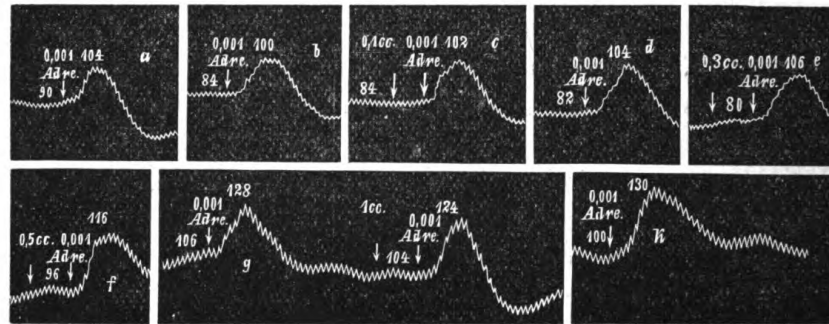 0,001 104 a
Adre.
90
0,001 100 b
Adre.
84
0,1cc. 0,001 102 c
Adre.
84
104 d
0,001
Adre.
82
0,3cc. 0,001 106 e
Adre.
80
116
0,5cc. 0,001
Adre.
96 f
128
0,001
Adre.
106
g
1cc. 124
0,001
Adre.
104
130
0,001
Adre.
100 h